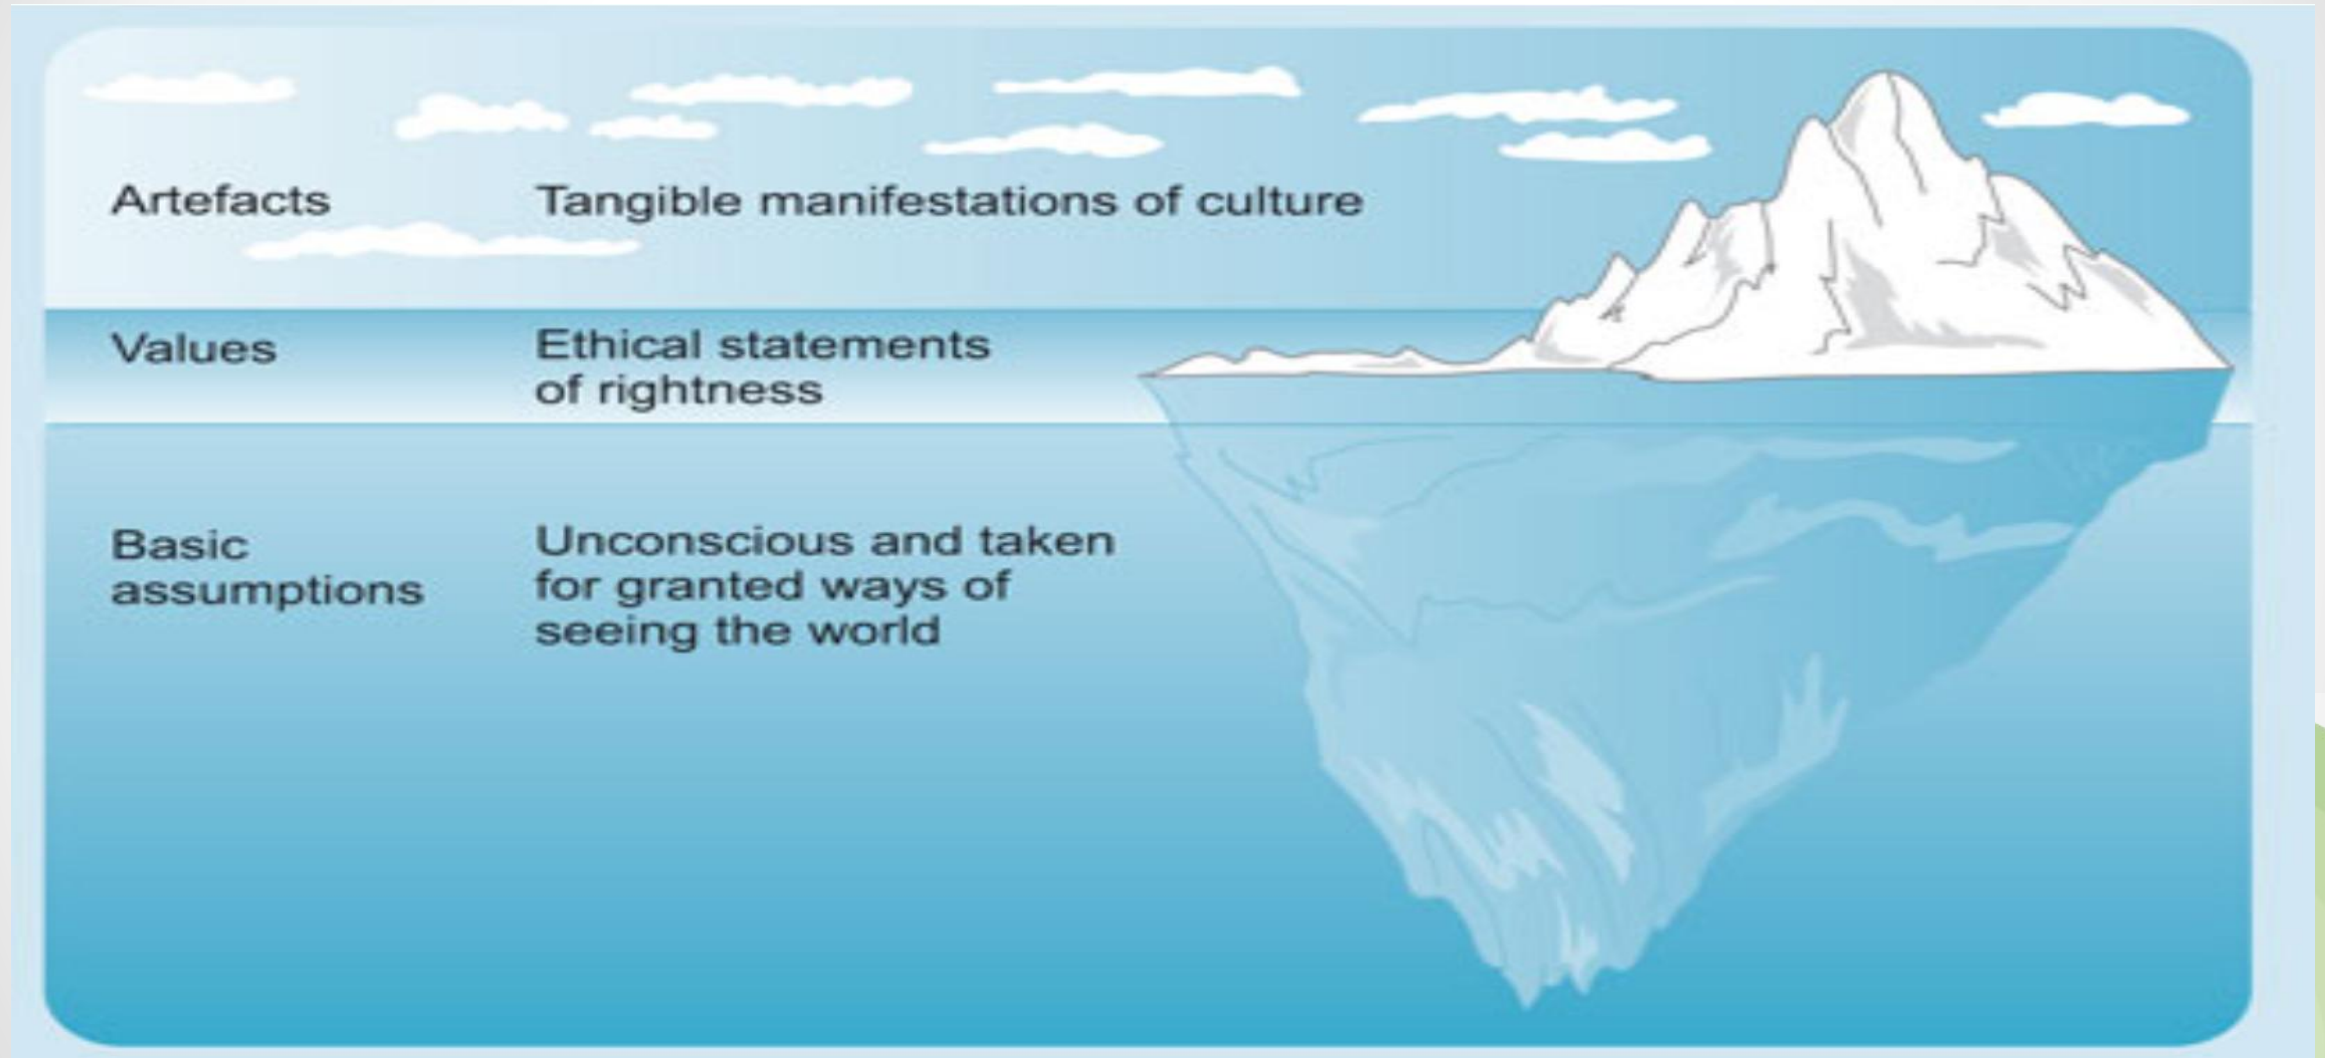 Artefacts Tangible manifestations of culture
Values Ethical statements
of rightness
Basic Unconscious and taken
assumptions for granted ways of
seeing the world